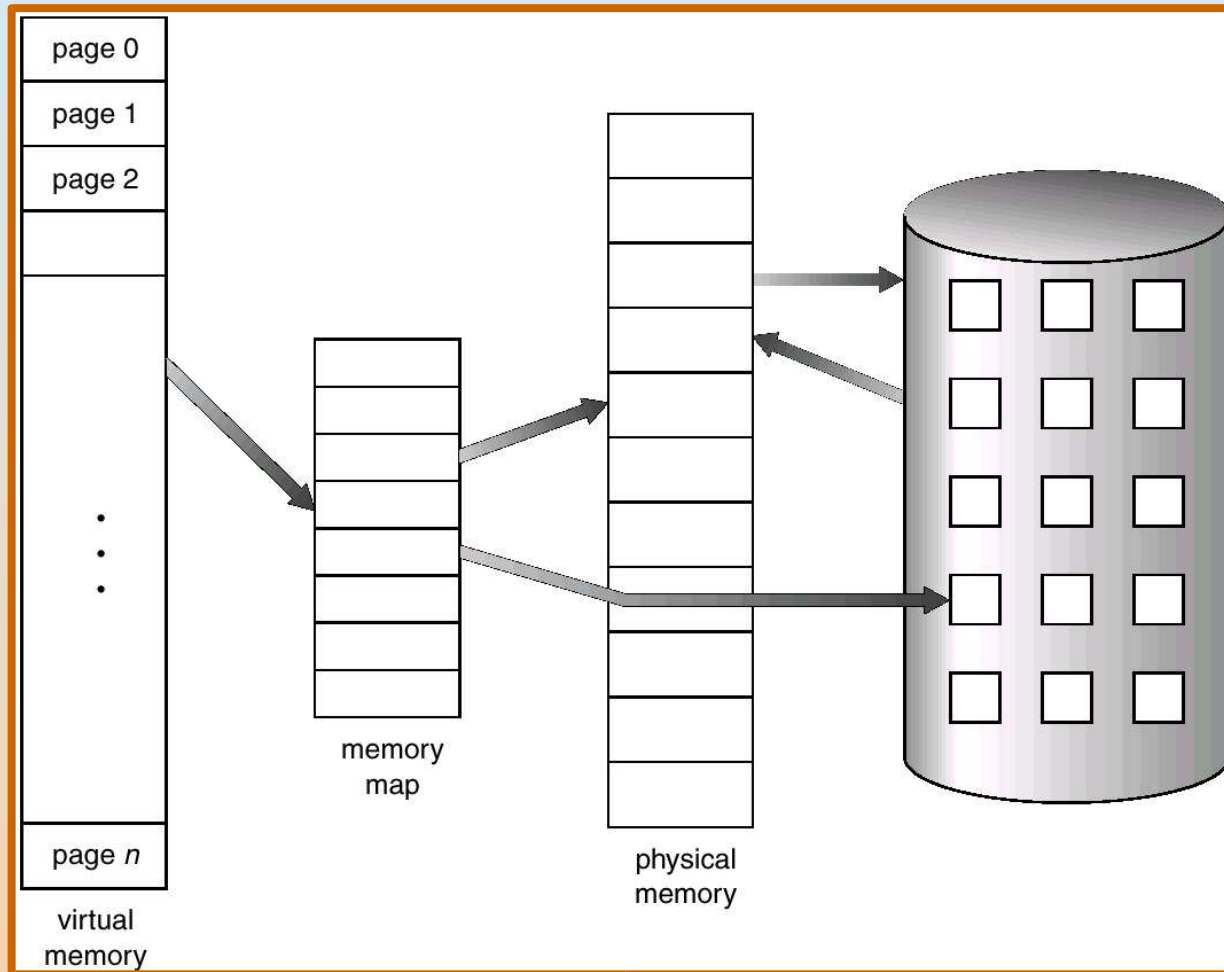 page 0
page 1
page 2
page n
virtual
memory
memory
map
physical
memory